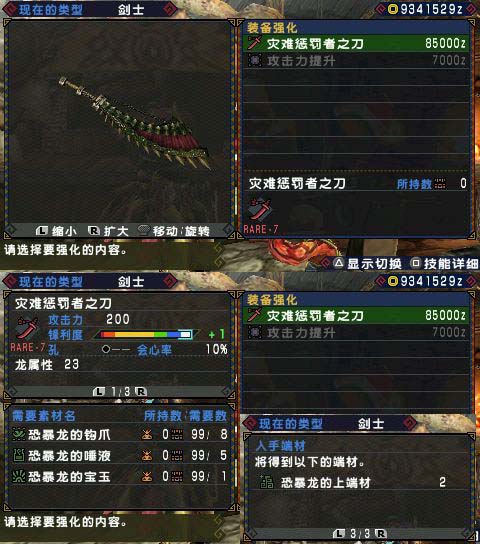 现在的类型 剑士
9341529z
装备强化
灾难惩罚者之刀 85000z
攻击力提升 7000z
灾难惩罚者之刀 所持数 0
RARE-7
L 缩小 R 扩大 移动/旋转
请选择要强化的内容。
△显示切换 □技能详细
现在的类型 剑士
9341529z
灾难惩罚者之刀
攻击力 200
RARE-7
锋利度 +1
孔 ○-- 会心率 10%
龙属性 23
L 1/3 R
装备强化
灾难惩罚者之刀 85000z
攻击力提升 7000z
需要素材名 所持数/需要数
恐暴龙的钩爪 0 99/ 8
恐暴龙的唾液 0 99/ 5
恐暴龙的宝玉 0 99/ 1
请选择要强化的内容。
现在的类型 剑士
入手端材
将得到以下的端材。
恐暴龙的上端材 2
L 3/3 R